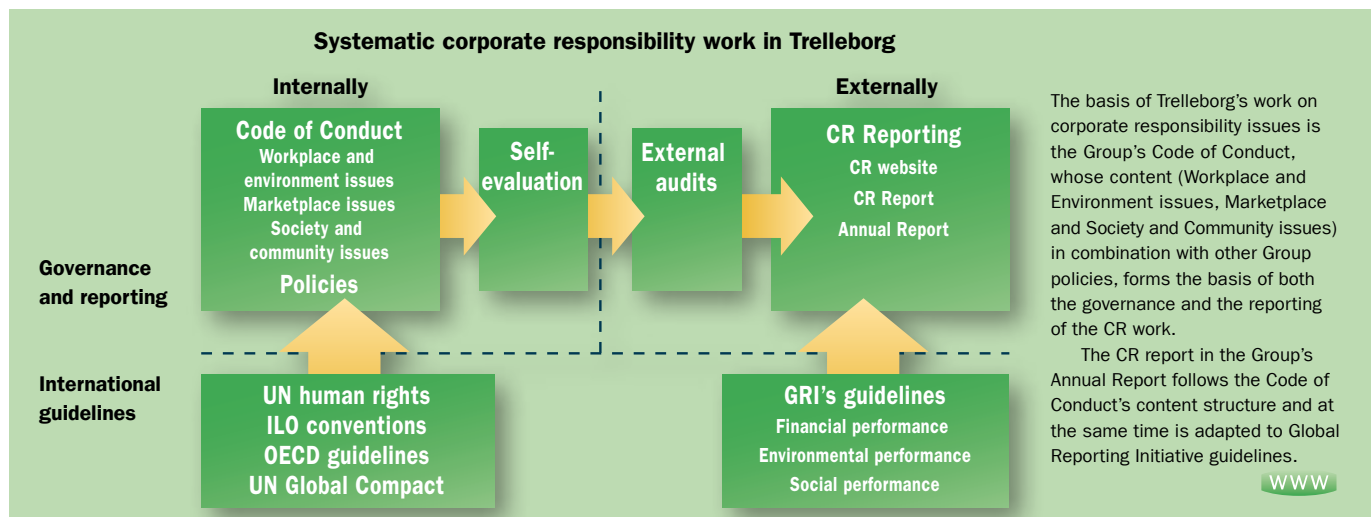 Systematic corporate responsibility work in Trelleborg
Internally
Externally
Code of Conduct
Workplace and
environment issues
Marketplace issues
Society and
community issues
Policies
Self-
evaluation
External
audits
CR Reporting
CR website
CR Report
Annual Report
Governance
and reporting
International
guidelines
UN human rights
ILO conventions
OECD guidelines
UN Global Compact
GRI's guidelines
Financial performance
Environmental performance
Social performance
The basis of Trelleborg's work on
corporate responsibility issues is
the Group's Code of Conduct,
whose content (Workplace and
Environment issues, Marketplace
and Society and Community issues)
in combination with other Group
policies, forms the basis of both
the governance and the reporting
of the CR work.
The CR report in the Group's
Annual Report follows the Code of
Conduct's content structure and at
the same time is adapted to Global
Reporting Initiative guidelines.
WWW